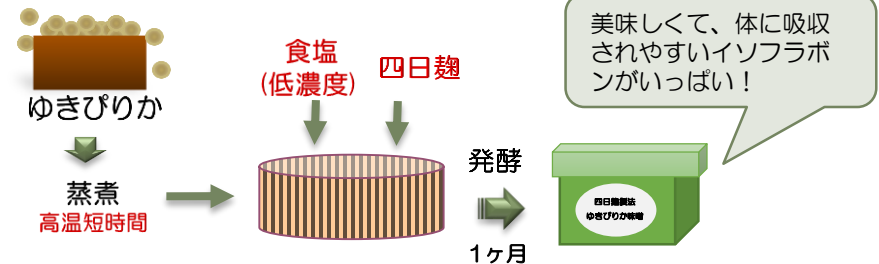 美味しくて、体に吸収
されやすいイソフラボ
ンがいっぱい！
食塩
(低濃度)
四日麹
ゆきぴりか
蒸煮
高温短時間
発酵
1ヶ月
四日麹製法
ゆきぴりか味噌